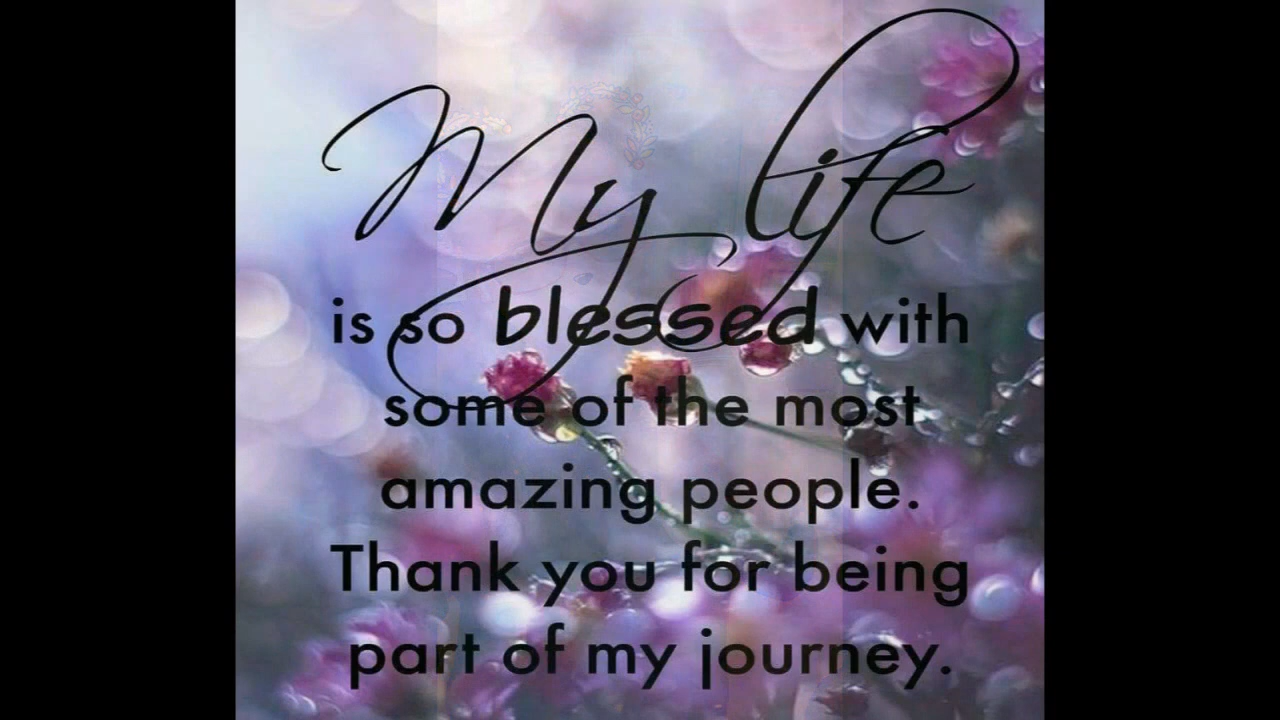 My life
is so blessed with
some of the most
amazing people.
Thank you for being
part of my journey.